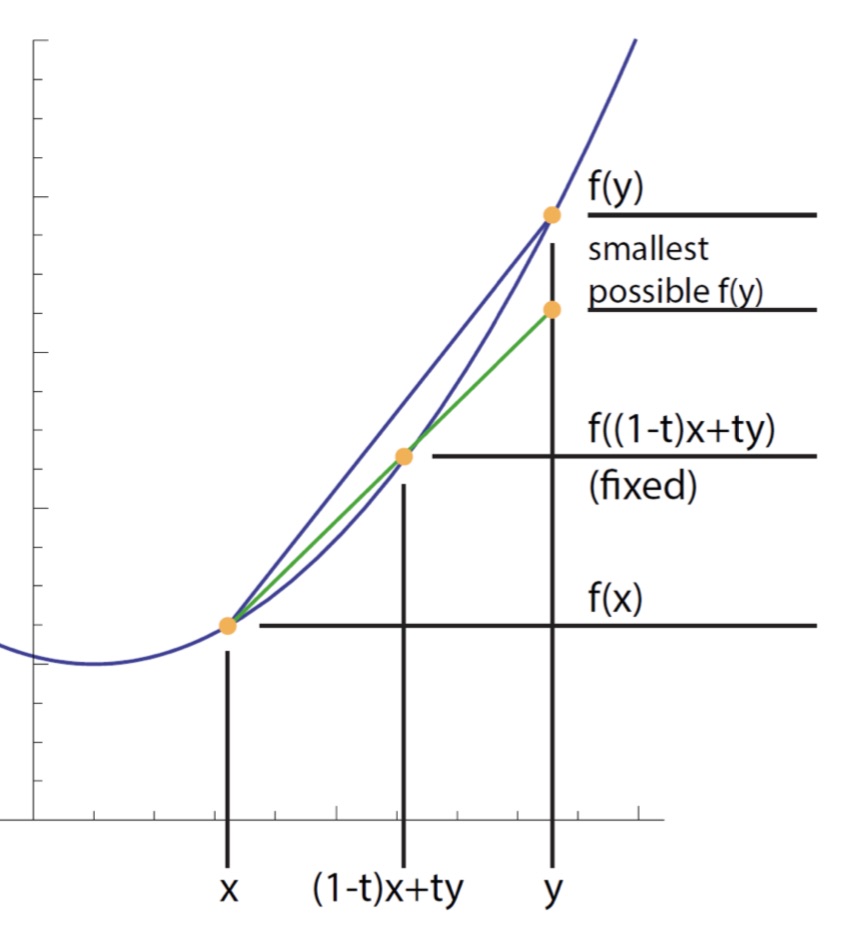 f(y)
smallest
possible f(y)
f((1-t)x+ty)
(fixed)
f(x)
x
(1-t)x+ty
y